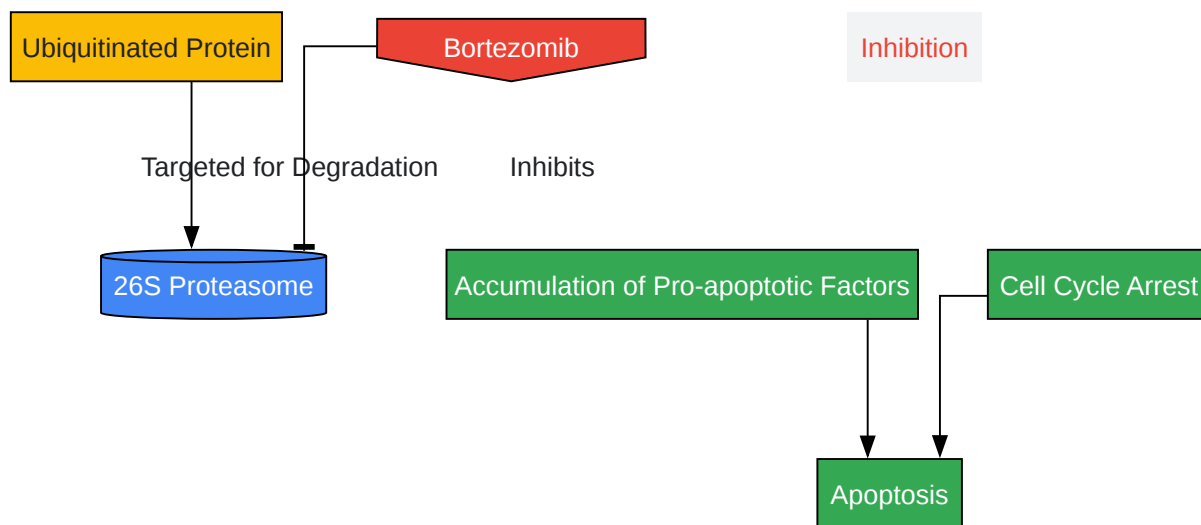 Ubiquitinated Protein
Bortezomib
Inhibition
Targeted for Degradation
Inhibits
26S Proteasome
Accumulation of Pro-apoptotic Factors
Cell Cycle Arrest
Apoptosis